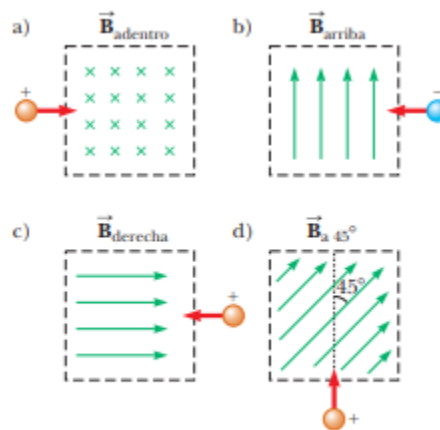 a) B adentro
+
b) B arriba
−
c) B derecha
+
d) B a 45°
45°
+